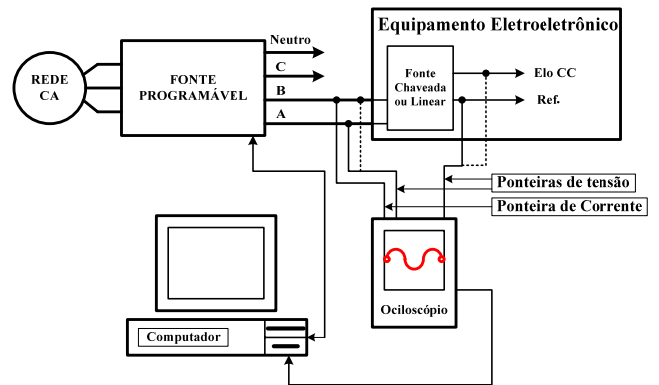 Equipamento Eletroeletrônico
Neutro
REDE
CA
FONTE
PROGRAMÁVEL
C
B
A
Fonte
Chaveada
ou Linear
Elo CC
Ref.
Ponteiras de tensão
Ponteira de Corrente
Ociloscópio
Computador